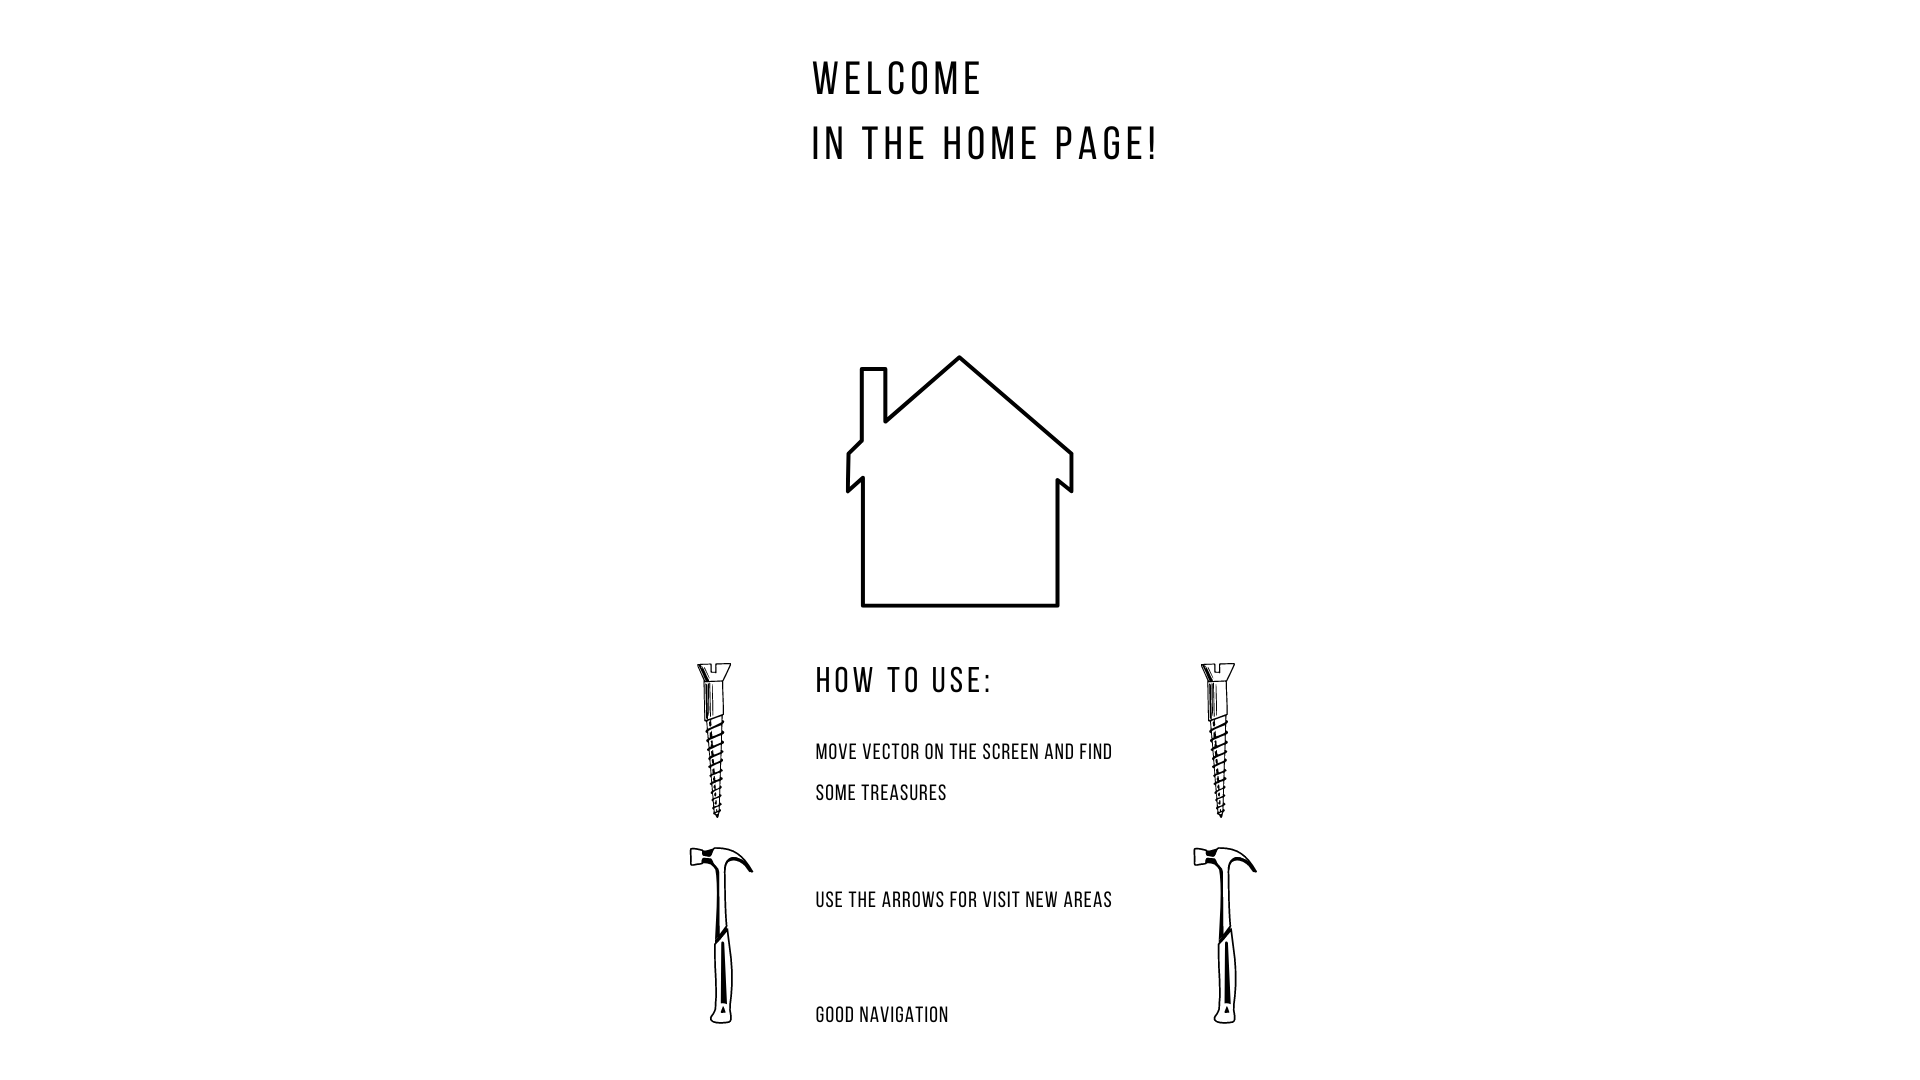 WELCOME
IN THE HOME PAGE!
HOW TO USE:
MOVE VECTOR ON THE SCREEN AND FIND
SOME TREASURES
USE THE ARROWS FOR VISIT NEW AREAS
GOOD NAVIGATION